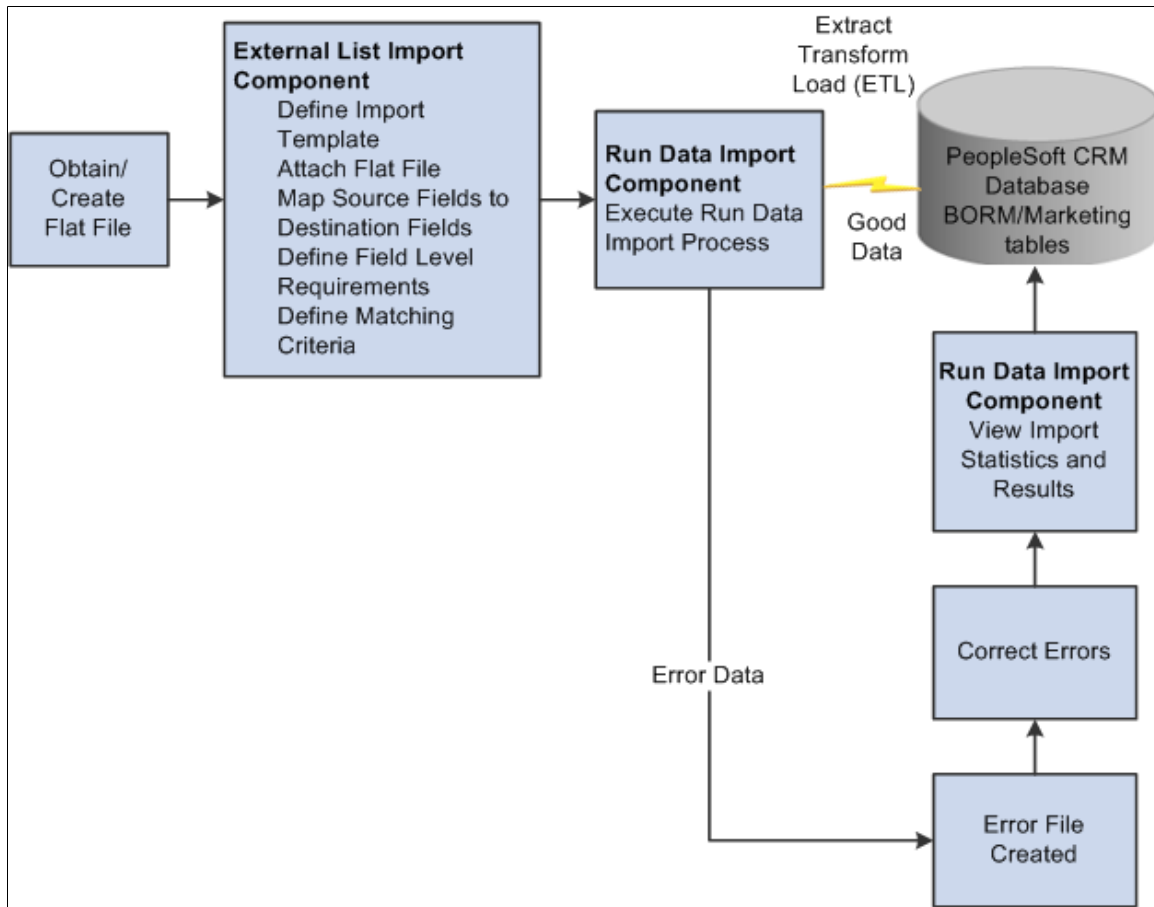 Obtain/
Create
Flat File
External List Import
Component
Define Import
Template
Attach Flat File
Map Source Fields to
Destination Fields
Define Field Level
Requirements
Define Matching
Criteria
Run Data Import
Component
Execute Run Data
Import Process
Extract
Transform
Load (ETL)
Good
Data
PeopleSoft CRM
Database
BORM/Marketing
tables
Run Data Import
Component
View Import
Statistics and
Results
Correct Errors
Error Data
Error File
Created